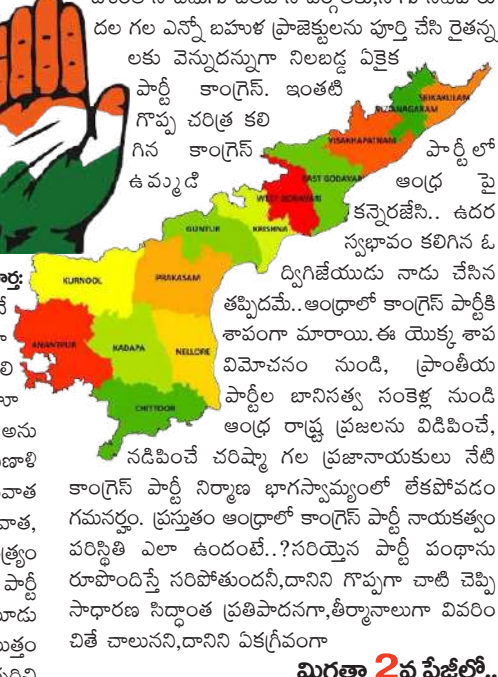 దల గల ఎన్నో బహుళ ప్రాజెక్టులను పూర్తి చేసి రైతన్న
లకు వెన్నుదన్నుగా నిలబడ్డ ఏకైక
పార్టీ కాంగ్రెస్. ఇంతటి
గొప్ప చరిత్ర కలి
గిన కాంగ్రెస్ పార్టీ లో
ఉమ్మడి ఆంధ్ర పై
కన్నెరజేసి.. ఉదర
స్వభావం కలిగిన ఓ
ద్విగిజేయుడు నాడు చేసిన
తప్పిదమే..ఆంధ్రాలో కాంగ్రెస్ పార్టీకి
శాపంగా మారాయి.ఈ యొక్క శాప
విమోచనం నుండి, ప్రాంతీయ
పార్టీల బానిసత్వ సంకెళ్ల నుండి
ఆంధ్ర రాష్ట్ర ప్రజలను విడిపించే,
నడిపించే చరిష్మా గల ప్రజానాయకులు నేటి
కాంగ్రెస్ పార్టీ నిర్మాణ భాగస్వామ్యంలో లేకపోవడం
గమనర్హం. ప్రస్తుతం ఆంధ్రాలో కాంగ్రెస్ పార్టీ నాయకత్వం
పరిస్థితి ఎలా ఉందంటే..?సరియైన పార్టీ పంథాను
రూపొందిస్తే సరిపోతుందనీ,దానిని గొప్పగా చాటి చెప్పి
సాధారణ సిద్ధాంత ప్రతిపాదనగా,తీర్మానాలుగా వివరిం
చితే చాలునని,దానిని ఏకగ్రీవంగా
మిగతా 2వ పేజీలో..
SRIKAKULAM
VIZIANAGARAM
VISAKHAPATNAM
EAST GODAVARI
WEST GODAVARI
KRISHNA
GUNTUR
PRAKASAM
KURNOOL
ANANTPUR
KADAPA
NELLORE
CHITTOOR
అను
వాత
పార్టీ